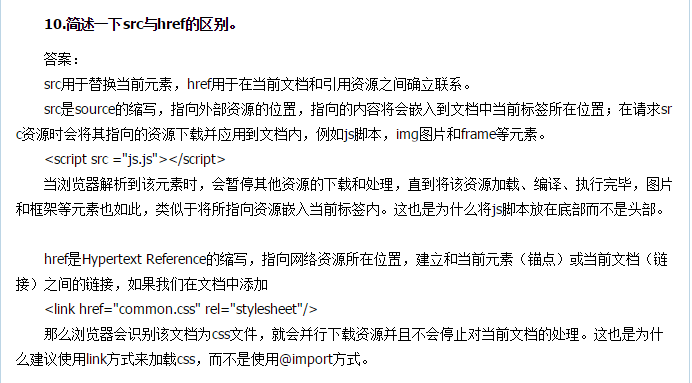 10.简述一下src与href的区别。
答案：
src用于替换当前元素，href用于在当前文档和引用资源之间确立联系。
src是source的缩写，指向外部资源的位置，指向的内容将会嵌入到文档中当前标签所在位置；在请求sr
c资源时会将其指向的资源下载并应用到文档内，例如js脚本，img图片和frame等元素。
<script src ="js.js"></script>
当浏览器解析到该元素时，会暂停其他资源的下载和处理，直到将该资源加载、编译、执行完毕，图片
和框架等元素也如此，类似于将所指向资源嵌入当前标签内。这也是为什么将js脚本放在底部而不是头部。
href是Hypertext Reference的缩写，指向网络资源所在位置，建立和当前元素（锚点）或当前文档（链
接）之间的链接，如果我们在文档中添加
<link href="common.css" rel="stylesheet"/>
那么浏览器会识别该文档为css文件，就会并行下载资源并且不会停止对当前文档的处理。这也是为什
么建议使用link方式来加载css，而不是使用@import方式。